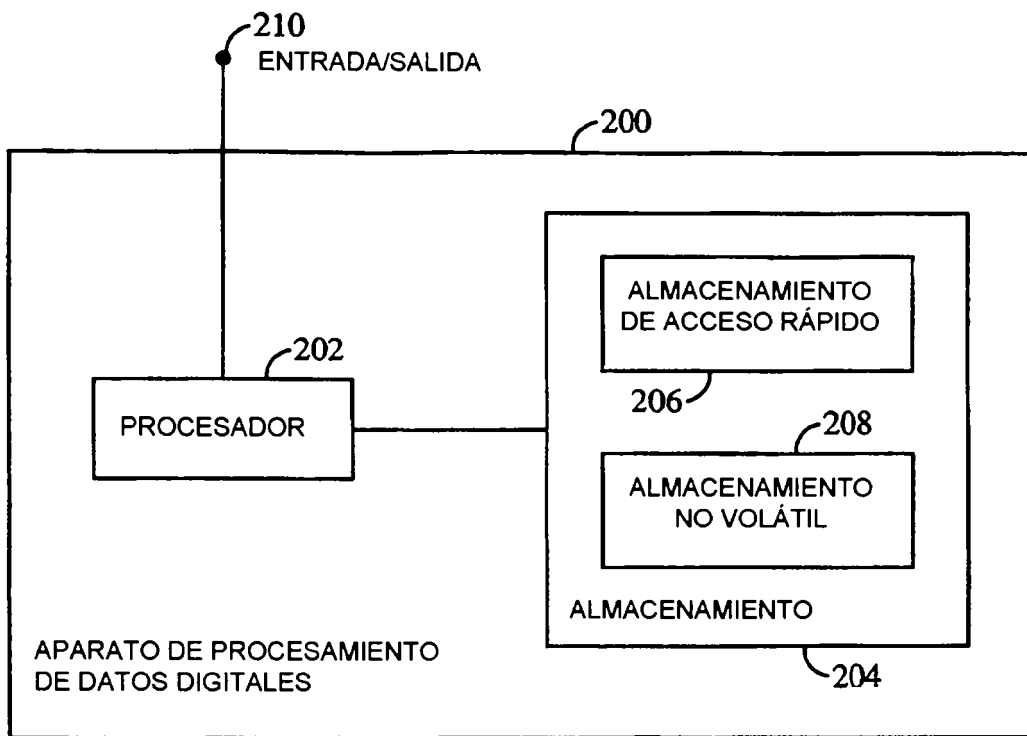 210
ENTRADA/SALIDA
200
ALMACENAMIENTO
DE ACCESO RÁPIDO
202
206
PROCESADOR
208
ALMACENAMIENTO
NO VOLÁTIL
ALMACENAMIENTO
APARATO DE PROCESAMIENTO
DE DATOS DIGITALES
204